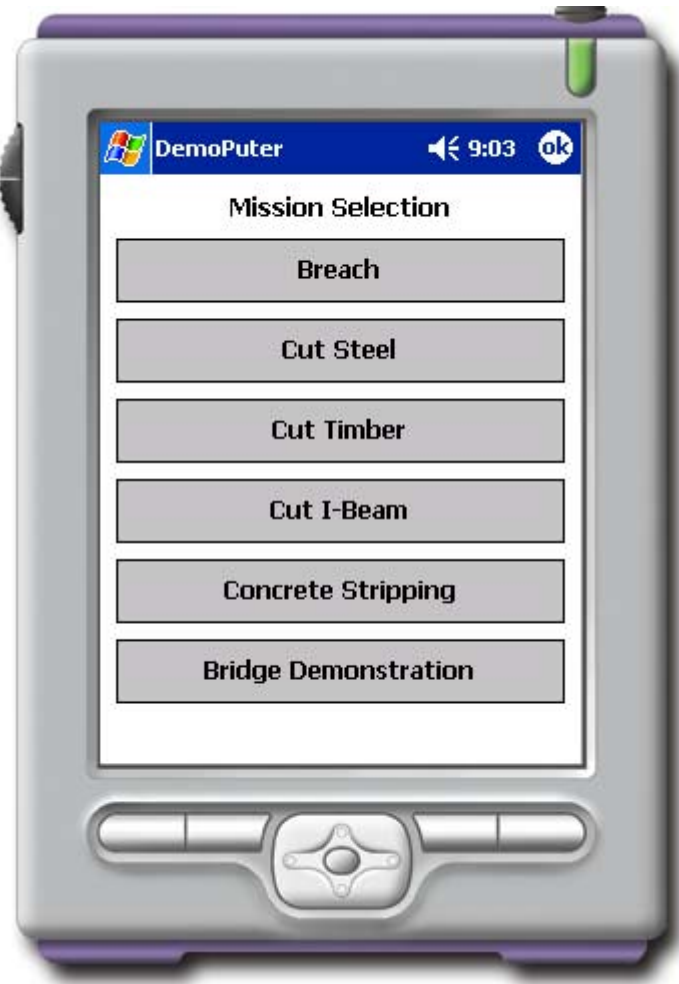 DemoPuter 9:03 ok
Mission Selection
Breach
Cut Steel
Cut Timber
Cut I-Beam
Concrete Stripping
Bridge Demonstration